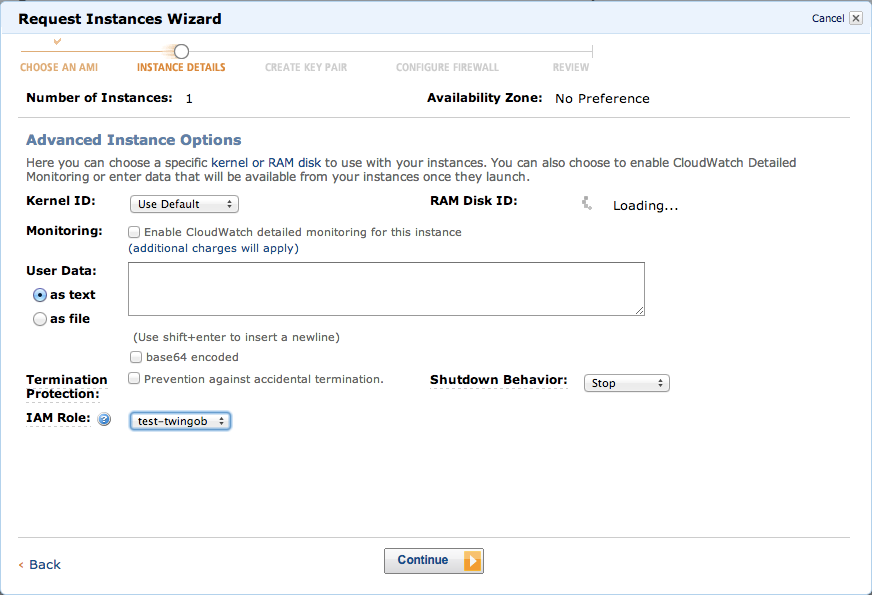 Request Instances Wizard
Cancel
CHOOSE AN AMI INSTANCE DETAILS CREATE KEY PAIR CONFIGURE FIREWALL REVIEW
Number of Instances: 1 Availability Zone: No Preference
Advanced Instance Options
Here you can choose a specific kernel or RAM disk to use with your instances. You can also choose to enable CloudWatch Detailed
Monitoring or enter data that will be available from your instances once they launch.
Kernel ID: Use Default RAM Disk ID: Loading...
Monitoring: Enable CloudWatch detailed monitoring for this instance
(additional charges will apply)
User Data:
as text
as file
(Use shift+enter to insert a newline)
base64 encoded
Termination Prevention against accidental termination. Shutdown Behavior: Stop
Protection:
IAM Role: ? test-twingob
< Back Continue